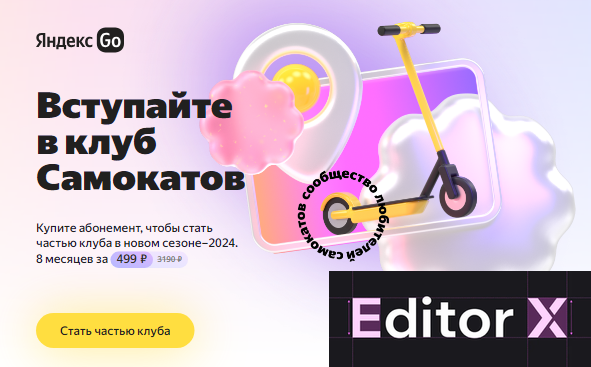 Яндекс Go
Вступайте
в клуб
Самокатов
Купите абонемент, чтобы стать
частью клуба в новом сезоне–2024.
8 месяцев за 499 ₽ 3190 ₽
Стать частью клуба
сообщество любителей самокатов
Editor X